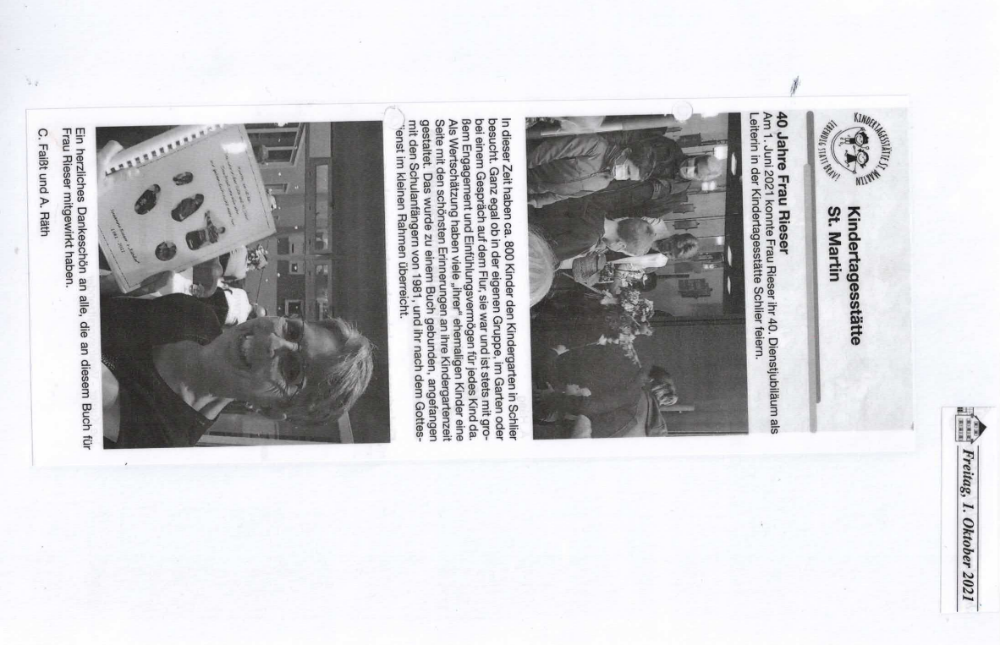 Freitag, 1. Oktober 2021
KINDERTAGESSTÄTTE ST. MARTIN
LEBENDIG STATT BRAV!
Kindertagesstätte
St. Martin
40 Jahre Frau Rieser
Am 1. Juni 2021 konnte Frau Rieser ihr 40. Dienstjubiläum als
Leiterin in der Kindertagesstätte Schlier feiern.
In dieser Zeit haben ca. 800 Kinder den Kindergarten in Schlier
besucht. Ganz egal ob in der eigenen Gruppe, im Garten oder
bei einem Gespräch auf dem Flur, sie war und ist stets mit gro-
ßem Engagement und Einfühlungsvermögen für jedes Kind da.
Als Wertschätzung haben viele „ihrer“ ehemaligen Kinder eine
Seite mit den schönsten Erinnerungen an ihre Kindergartenzeit
gestaltet. Das wurde zu einem Buch gebunden, angefangen
mit den Schulanfängern von 1981, und ihr nach dem Gottes-
ienst im kleinen Rahmen überreicht.
Ein herzliches Dankeschön an alle, die an diesem Buch für
Frau Rieser mitgewirkt haben.
C. Faißt und A. Räth